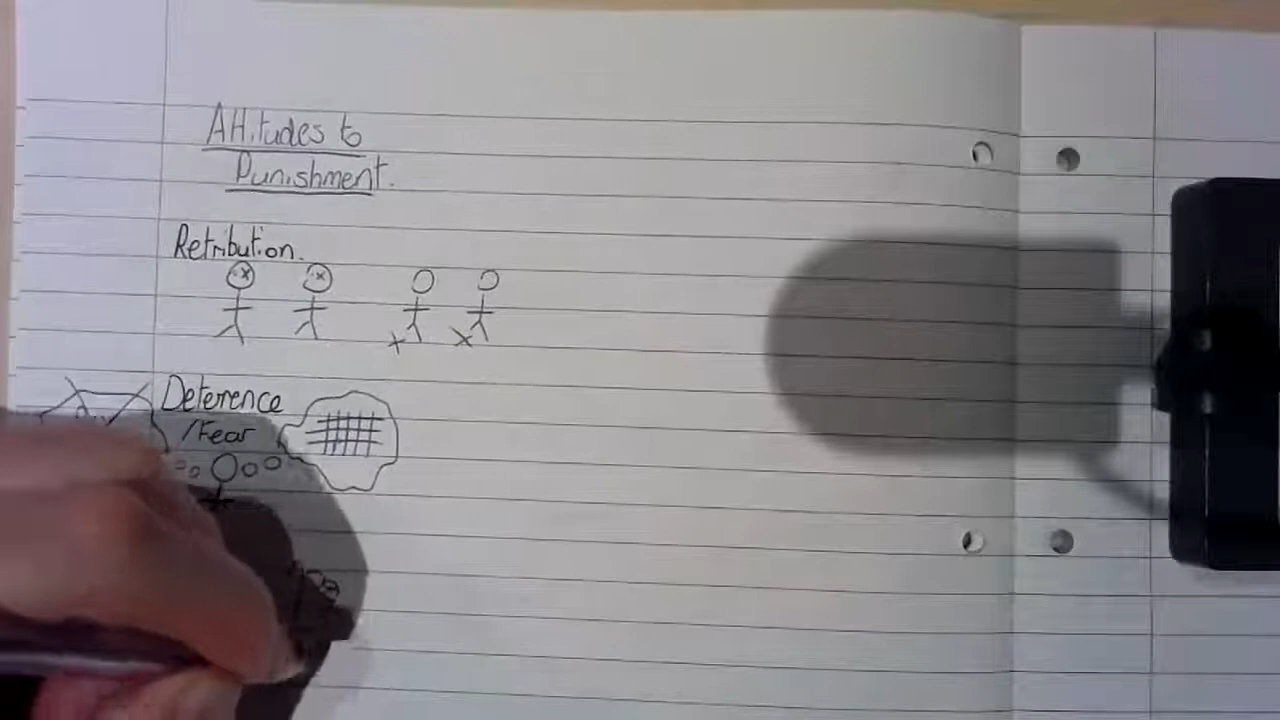 Attitudes to
Punishment.
Retribution.
Deterence
/Fear